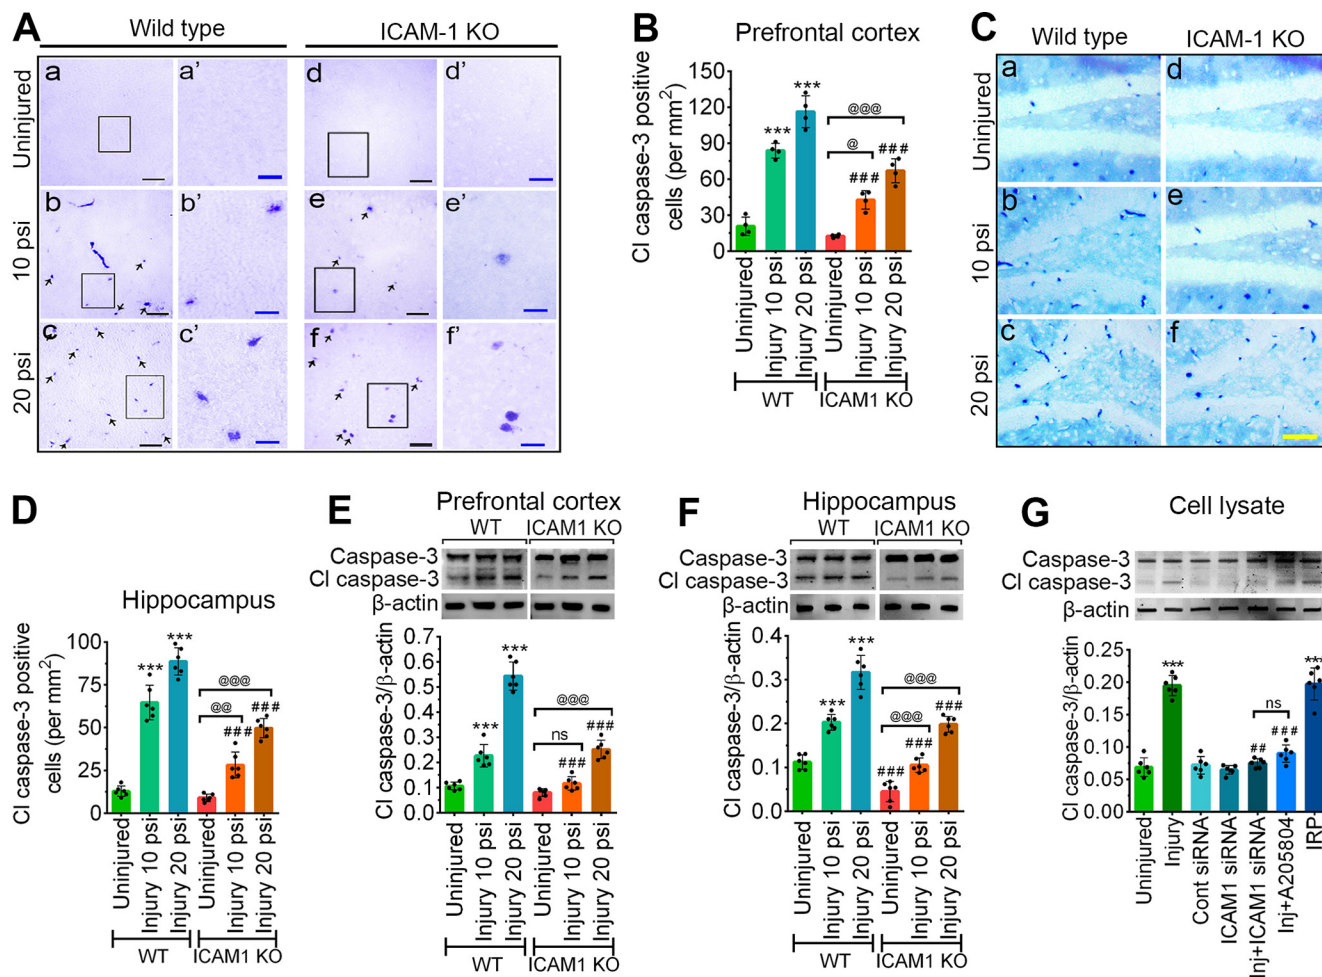 A
Wild type
ICAM-1 KO
Uninjured
10 psi
20 psi
a
a'
d
d'
b
b'
e
e'
c
c'
f
f'
B
Prefrontal cortex
Cl caspase-3 positive
cells (per mm²)
150
120
90
60
30
0
***
***
@@@
@
###
###
Uninjured
Injury 10 psi
Injury 20 psi
Uninjured
Injury 10 psi
Injury 20 psi
WT
ICAM1 KO
C
Wild type
ICAM-1 KO
Uninjured
10 psi
20 psi
a
d
b
e
c
f
D
Hippocampus
Cl caspase-3 positive
cells (per mm²)
100
75
50
25
0
***
***
@@@
@@
###
###
Uninjured
Injury 10 psi
Injury 20 psi
Uninjured
Injury 10 psi
Injury 20 psi
WT
ICAM1 KO
E
Prefrontal cortex
WT
ICAM1 KO
Caspase-3
Cl caspase-3
β-actin
Cl caspase-3/β-actin
0.7
0.6
0.5
0.4
0.3
0.2
0.1
0.0
***
***
@@@
ns
###
###
Uninjured
Injury 10 psi
Injury 20 psi
Uninjured
Injury 10 psi
Injury 20 psi
WT
ICAM1 KO
F
Hippocampus
WT
ICAM1 KO
Caspase-3
Cl caspase-3
β-actin
Cl caspase-3/β-actin
0.4
0.3
0.2
0.1
0.0
***
***
@@@
@@@
###
###
###
Uninjured
Injury 10 psi
Injury 20 psi
Uninjured
Injury 10 psi
Injury 20 psi
WT
ICAM1 KO
G
Cell lysate
Caspase-3
Cl caspase-3
β-actin
Cl caspase-3/β-actin
0.20
0.15
0.10
0.05
0.00
***
ns
##
###
***
Uninjured
Injury
Cont siRNA
ICAM1 siRNA
Inj+ICAM1 siRNA
Inj+A205804
IRP